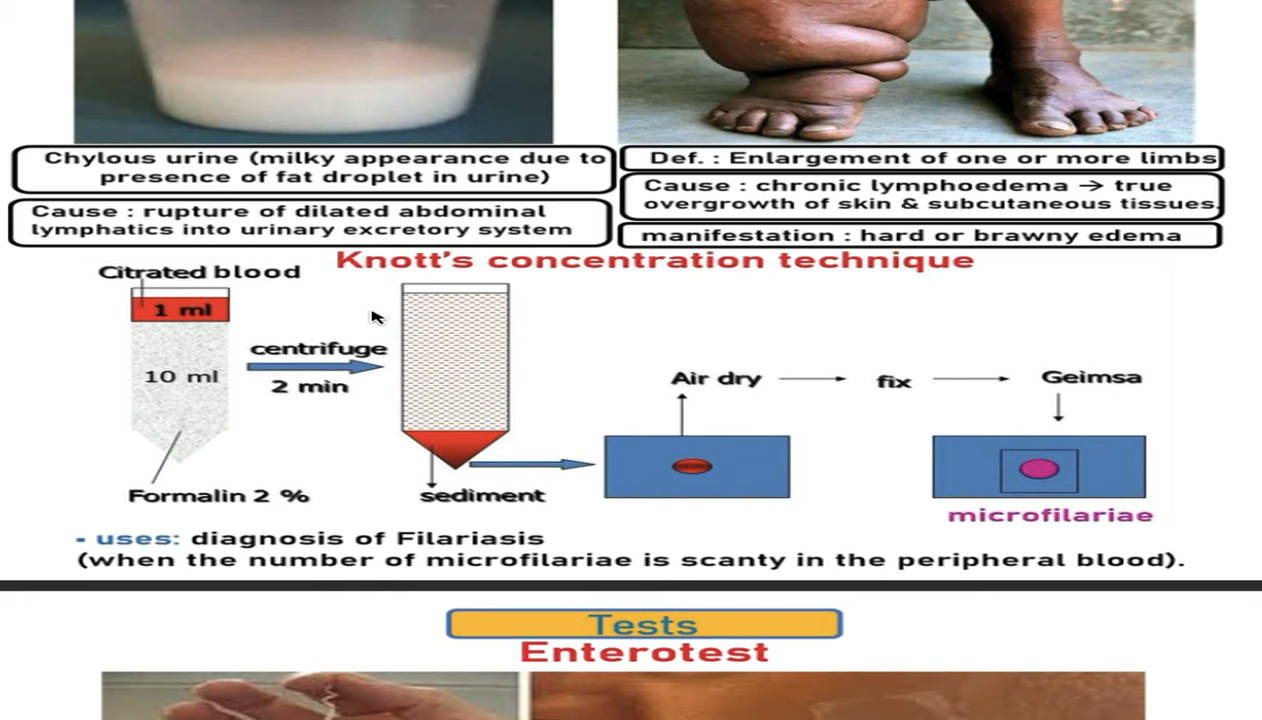 Chylous urine (milky appearance due to
presence of fat droplet in urine)
Cause : rupture of dilated abdominal
lymphatics into urinary excretory system
Def. : Enlargement of one or more limbs
Cause : chronic lymphoedema → true
overgrowth of skin & subcutaneous tissues.
manifestation : hard or brawny edema
Knott's concentration technique
Citrated blood
1 ml
10 ml
Formalin 2 %
centrifuge
2 min
sediment
Air dry
fix
Geimsa
microfilariae
- uses: diagnosis of Filariasis
(when the number of microfilariae is scanty in the peripheral blood).
Tests
Enterotest